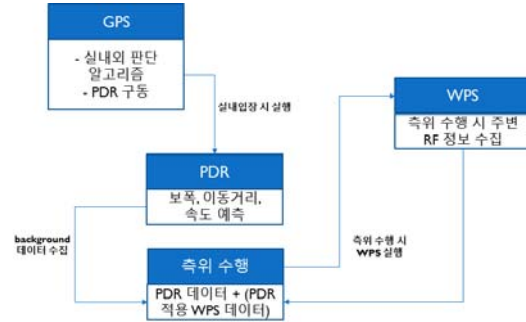 GPS
- 실내외 판단
알고리즘
- PDR 구동
실내입장 시 실행
WPS
측위 수행 시 주변
RF 정보 수집
PDR
보폭, 이동거리,
속도 예측
background
데이터 수집
측위 수행 시
WPS 실행
측위 수행
PDR 데이터 + (PDR
적용 WPS 데이터)